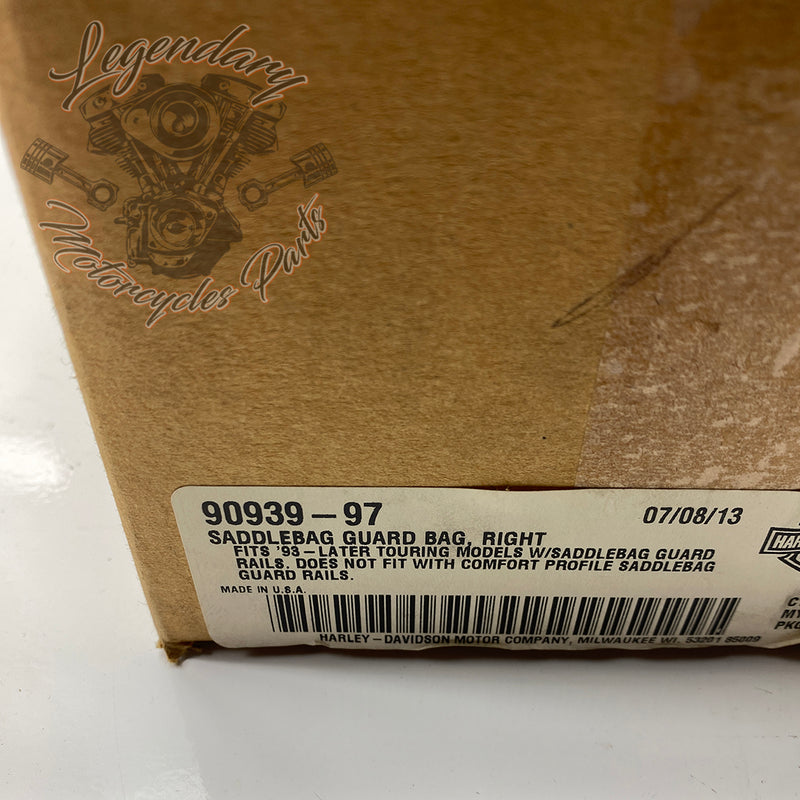 Legendary
Motorcycles Parts
90939-97
07/08/13
SADDLEBAG GUARD BAG, RIGHT
FITS '93-LATER TOURING MODELS W/SADDLEBAG GUARD
RAILS. DOES NOT FIT WITH COMFORT PROFILE SADDLEBAG
GUARD RAILS.
MADE IN U.S.A.
HARLEY-DAVIDSON MOTOR COMPANY, MILWAUKEE WI. 53201 85009